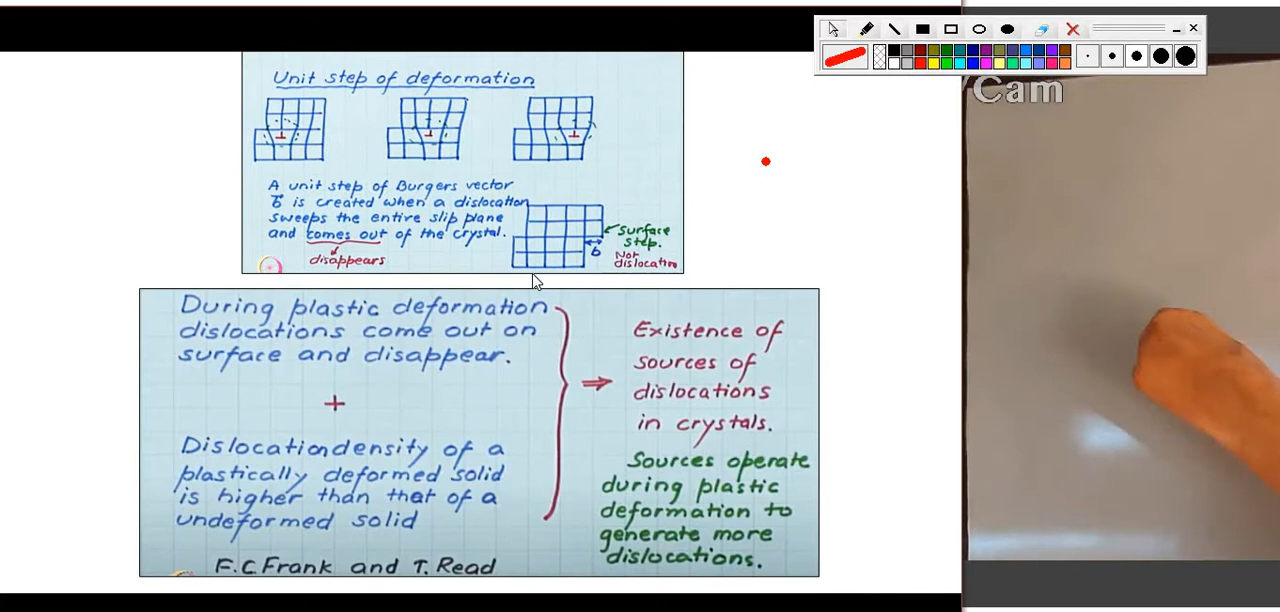 Cam
Unit step of deformation
A unit step of Burgers vector
b is created when a dislocation
sweeps the entire slip plane
and comes out of the crystal.
disappears
surface
step.
b
Not
dislocation
During plastic deformation
dislocations come out on
surface and disappear.
+
Dislocation density of a
plastically deformed solid
is higher than that of a
undeformed solid
F.C. Frank and T. Read
⇒
Existence of
sources of
dislocations
in crystals.
Sources operate
during plastic
deformation to
generate more
dislocations.